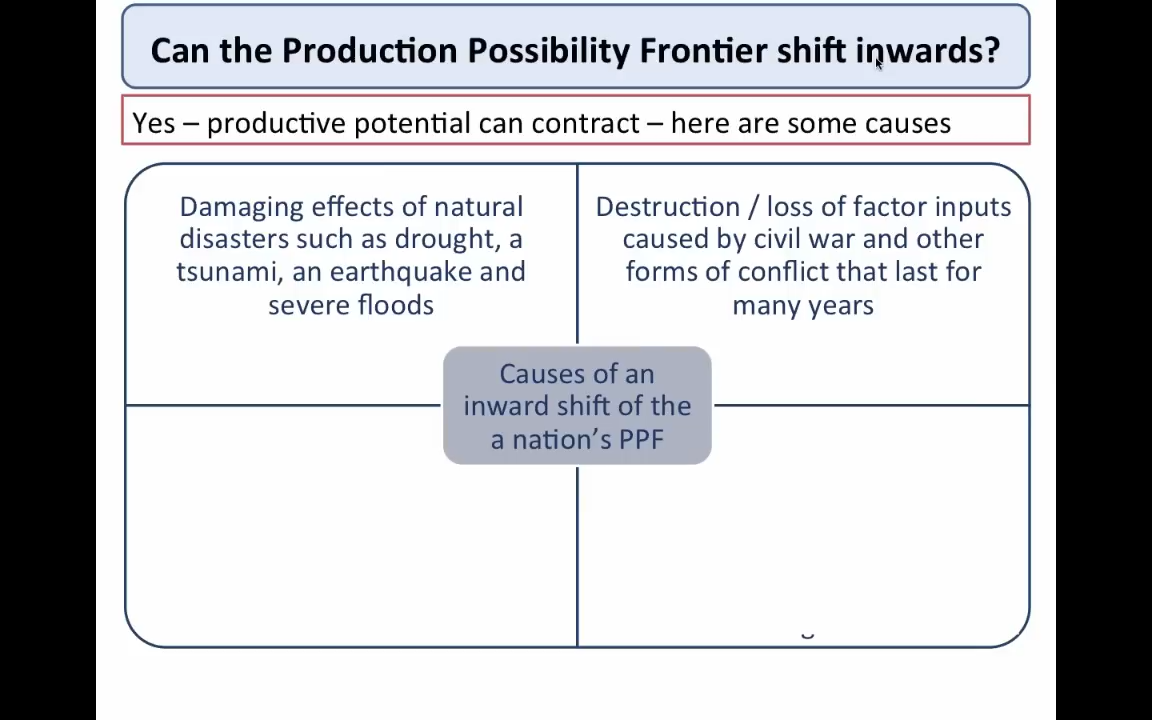 Can the Production Possibility Frontier shift inwards?
Yes – productive potential can contract – here are some causes
Damaging effects of natural
disasters such as drought, a
tsunami, an earthquake and
severe floods
Destruction / loss of factor inputs
caused by civil war and other
forms of conflict that last for
many years
Causes of an
inward shift of the
a nation’s PPF